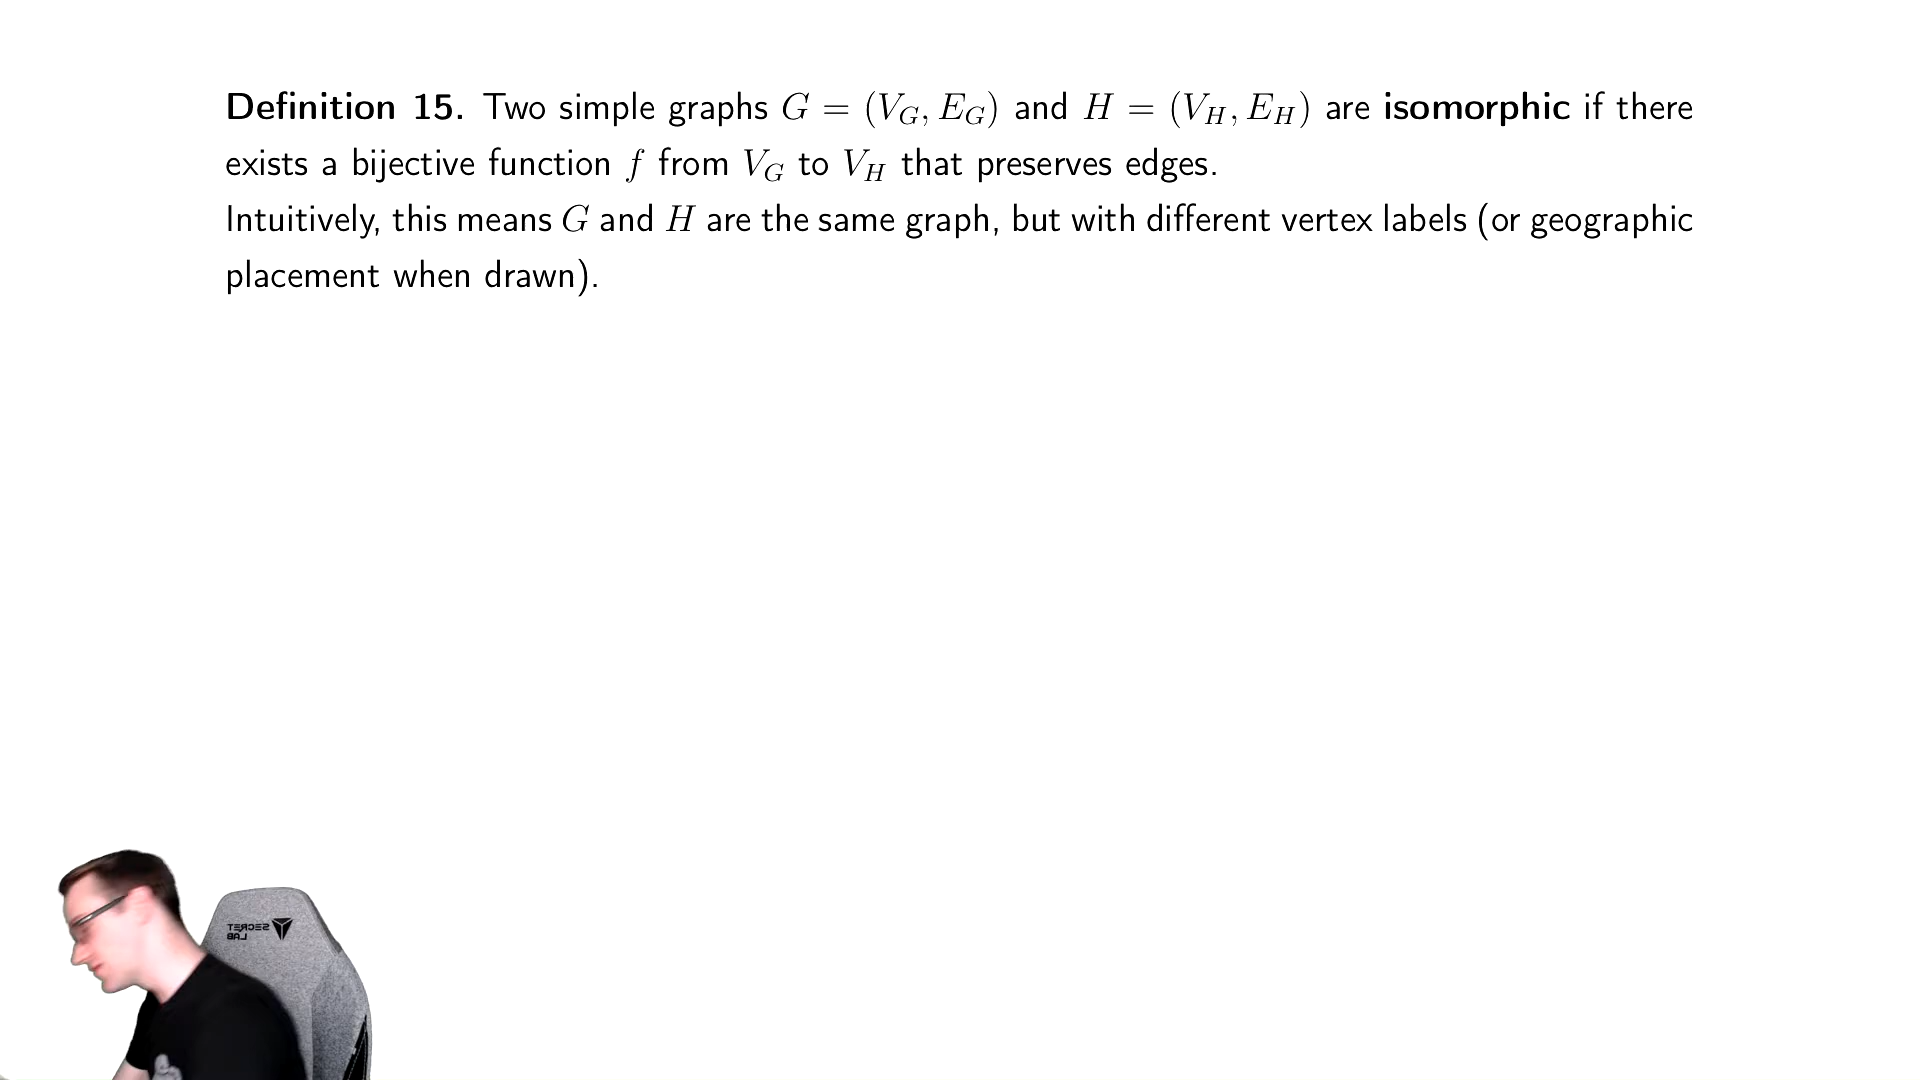 Definition 15. Two simple graphs G = (V_G, E_G) and H = (V_H, E_H) are isomorphic if there
exists a bijective function f from V_G to V_H that preserves edges.
Intuitively, this means G and H are the same graph, but with different vertex labels (or geographic
placement when drawn).
SECRET
LAB